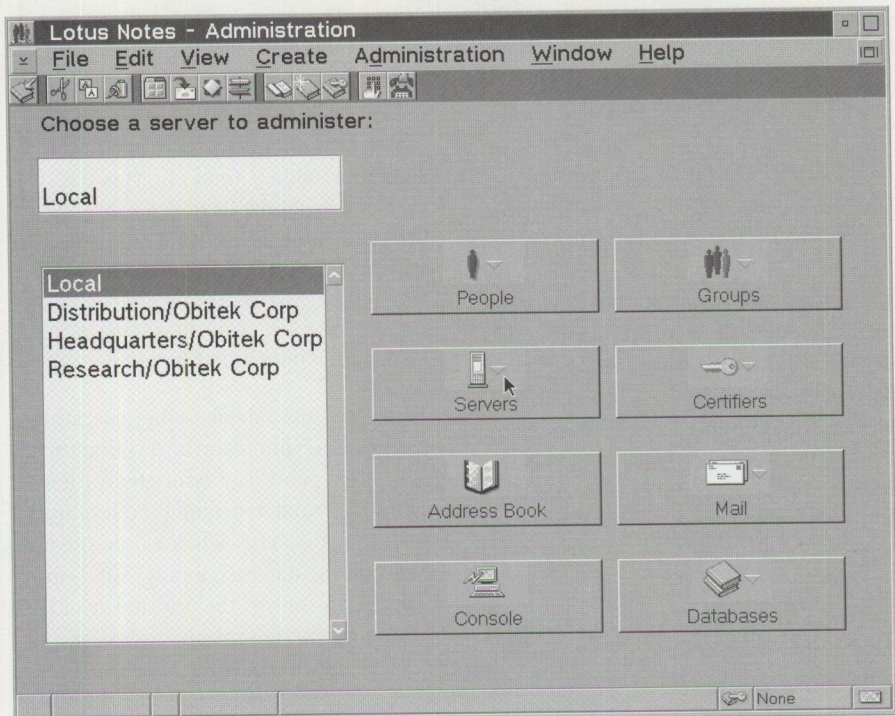 Lotus Notes - Administration
File Edit View Create Administration Window Help
Choose a server to administer:
Local
Local
Distribution/Obitek Corp
Headquarters/Obitek Corp
Research/Obitek Corp
People
Groups
Servers
Certifiers
Address Book
Mail
Console
Databases
None